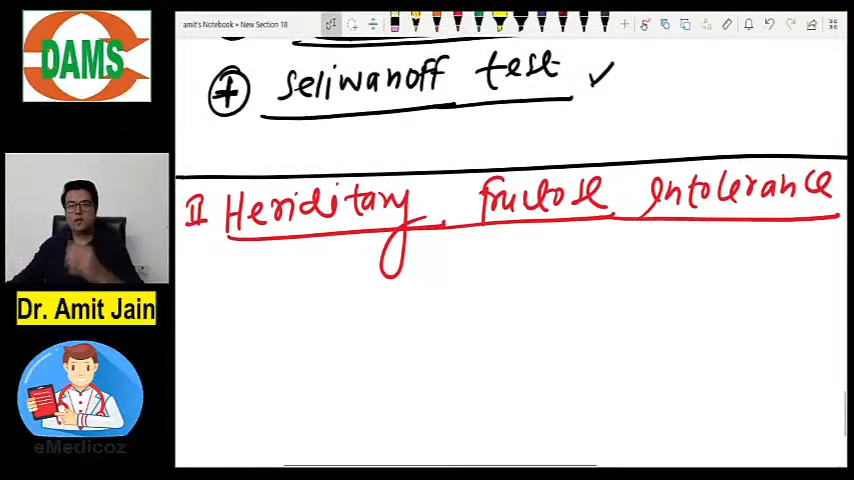 amit's Notebook > New Section 10
DAMS
+ Seliwanoff test ✓
II Heriditary fructose Intolerance
Dr. Amit Jain
eMedicoz